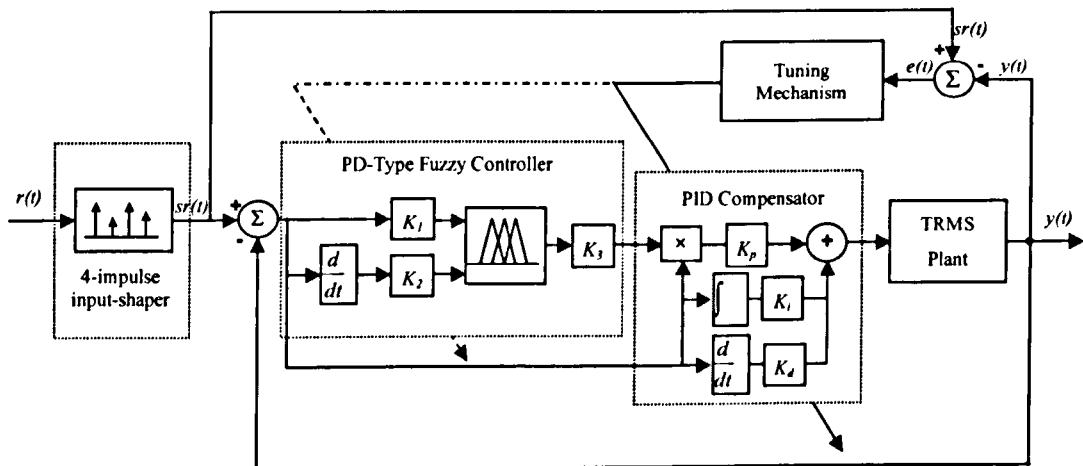 sr(t)
+
e(t)
Σ
-
y(t)
Tuning
Mechanism
PD-Type Fuzzy Controller
r(t)
sr(t)
+
Σ
-
4-impulse
input-shaper
K1
d
dt
K2
K3
PID Compensator
×
Kp
+
∫
Ki
d
dt
Kd
TRMS
Plant
y(t)